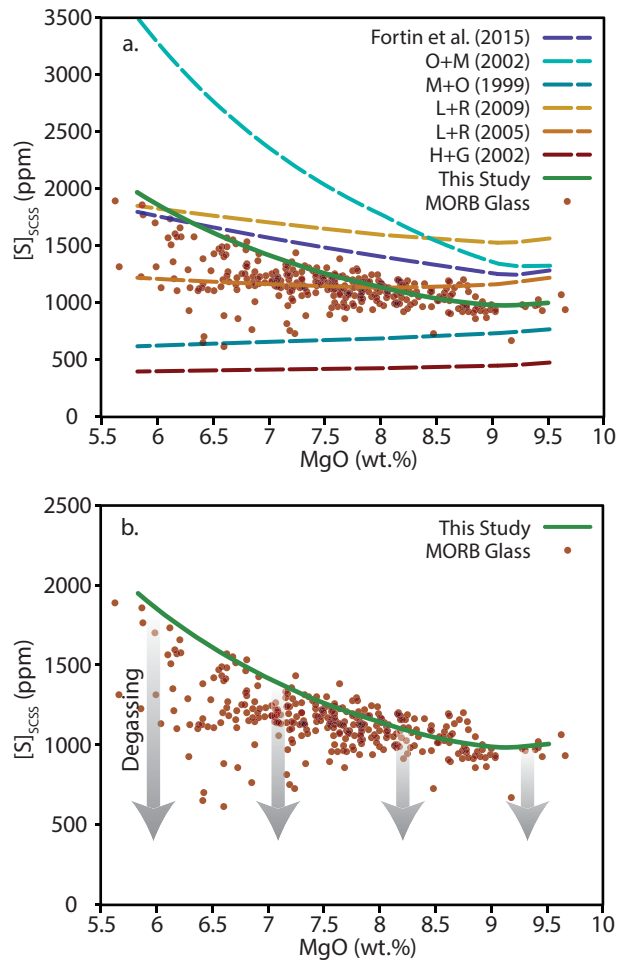 a.
Fortin et al. (2015)
O+M (2002)
M+O (1999)
L+R (2009)
L+R (2005)
H+G (2002)
This Study
MORB Glass
3500
3000
2500
2000
1500
1000
500
0
[S]SCSS (ppm)
5.5 6 6.5 7 7.5 8 8.5 9 9.5 10
MgO (wt.%)
b.
This Study
MORB Glass
2500
2000
1500
1000
500
0
[S]SCSS (ppm)
Degassing
5.5 6 6.5 7 7.5 8 8.5 9 9.5 10
MgO (wt.%)